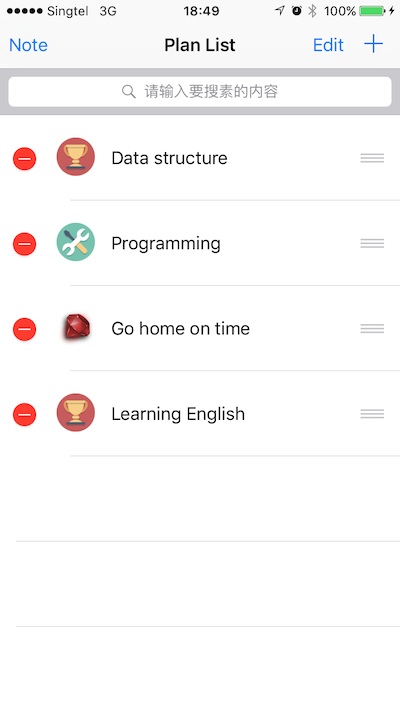 Singtel 3G 18:49 100%
Note Plan List Edit
请输入要搜素的内容
Data structure
Programming
Go home on time
Learning English